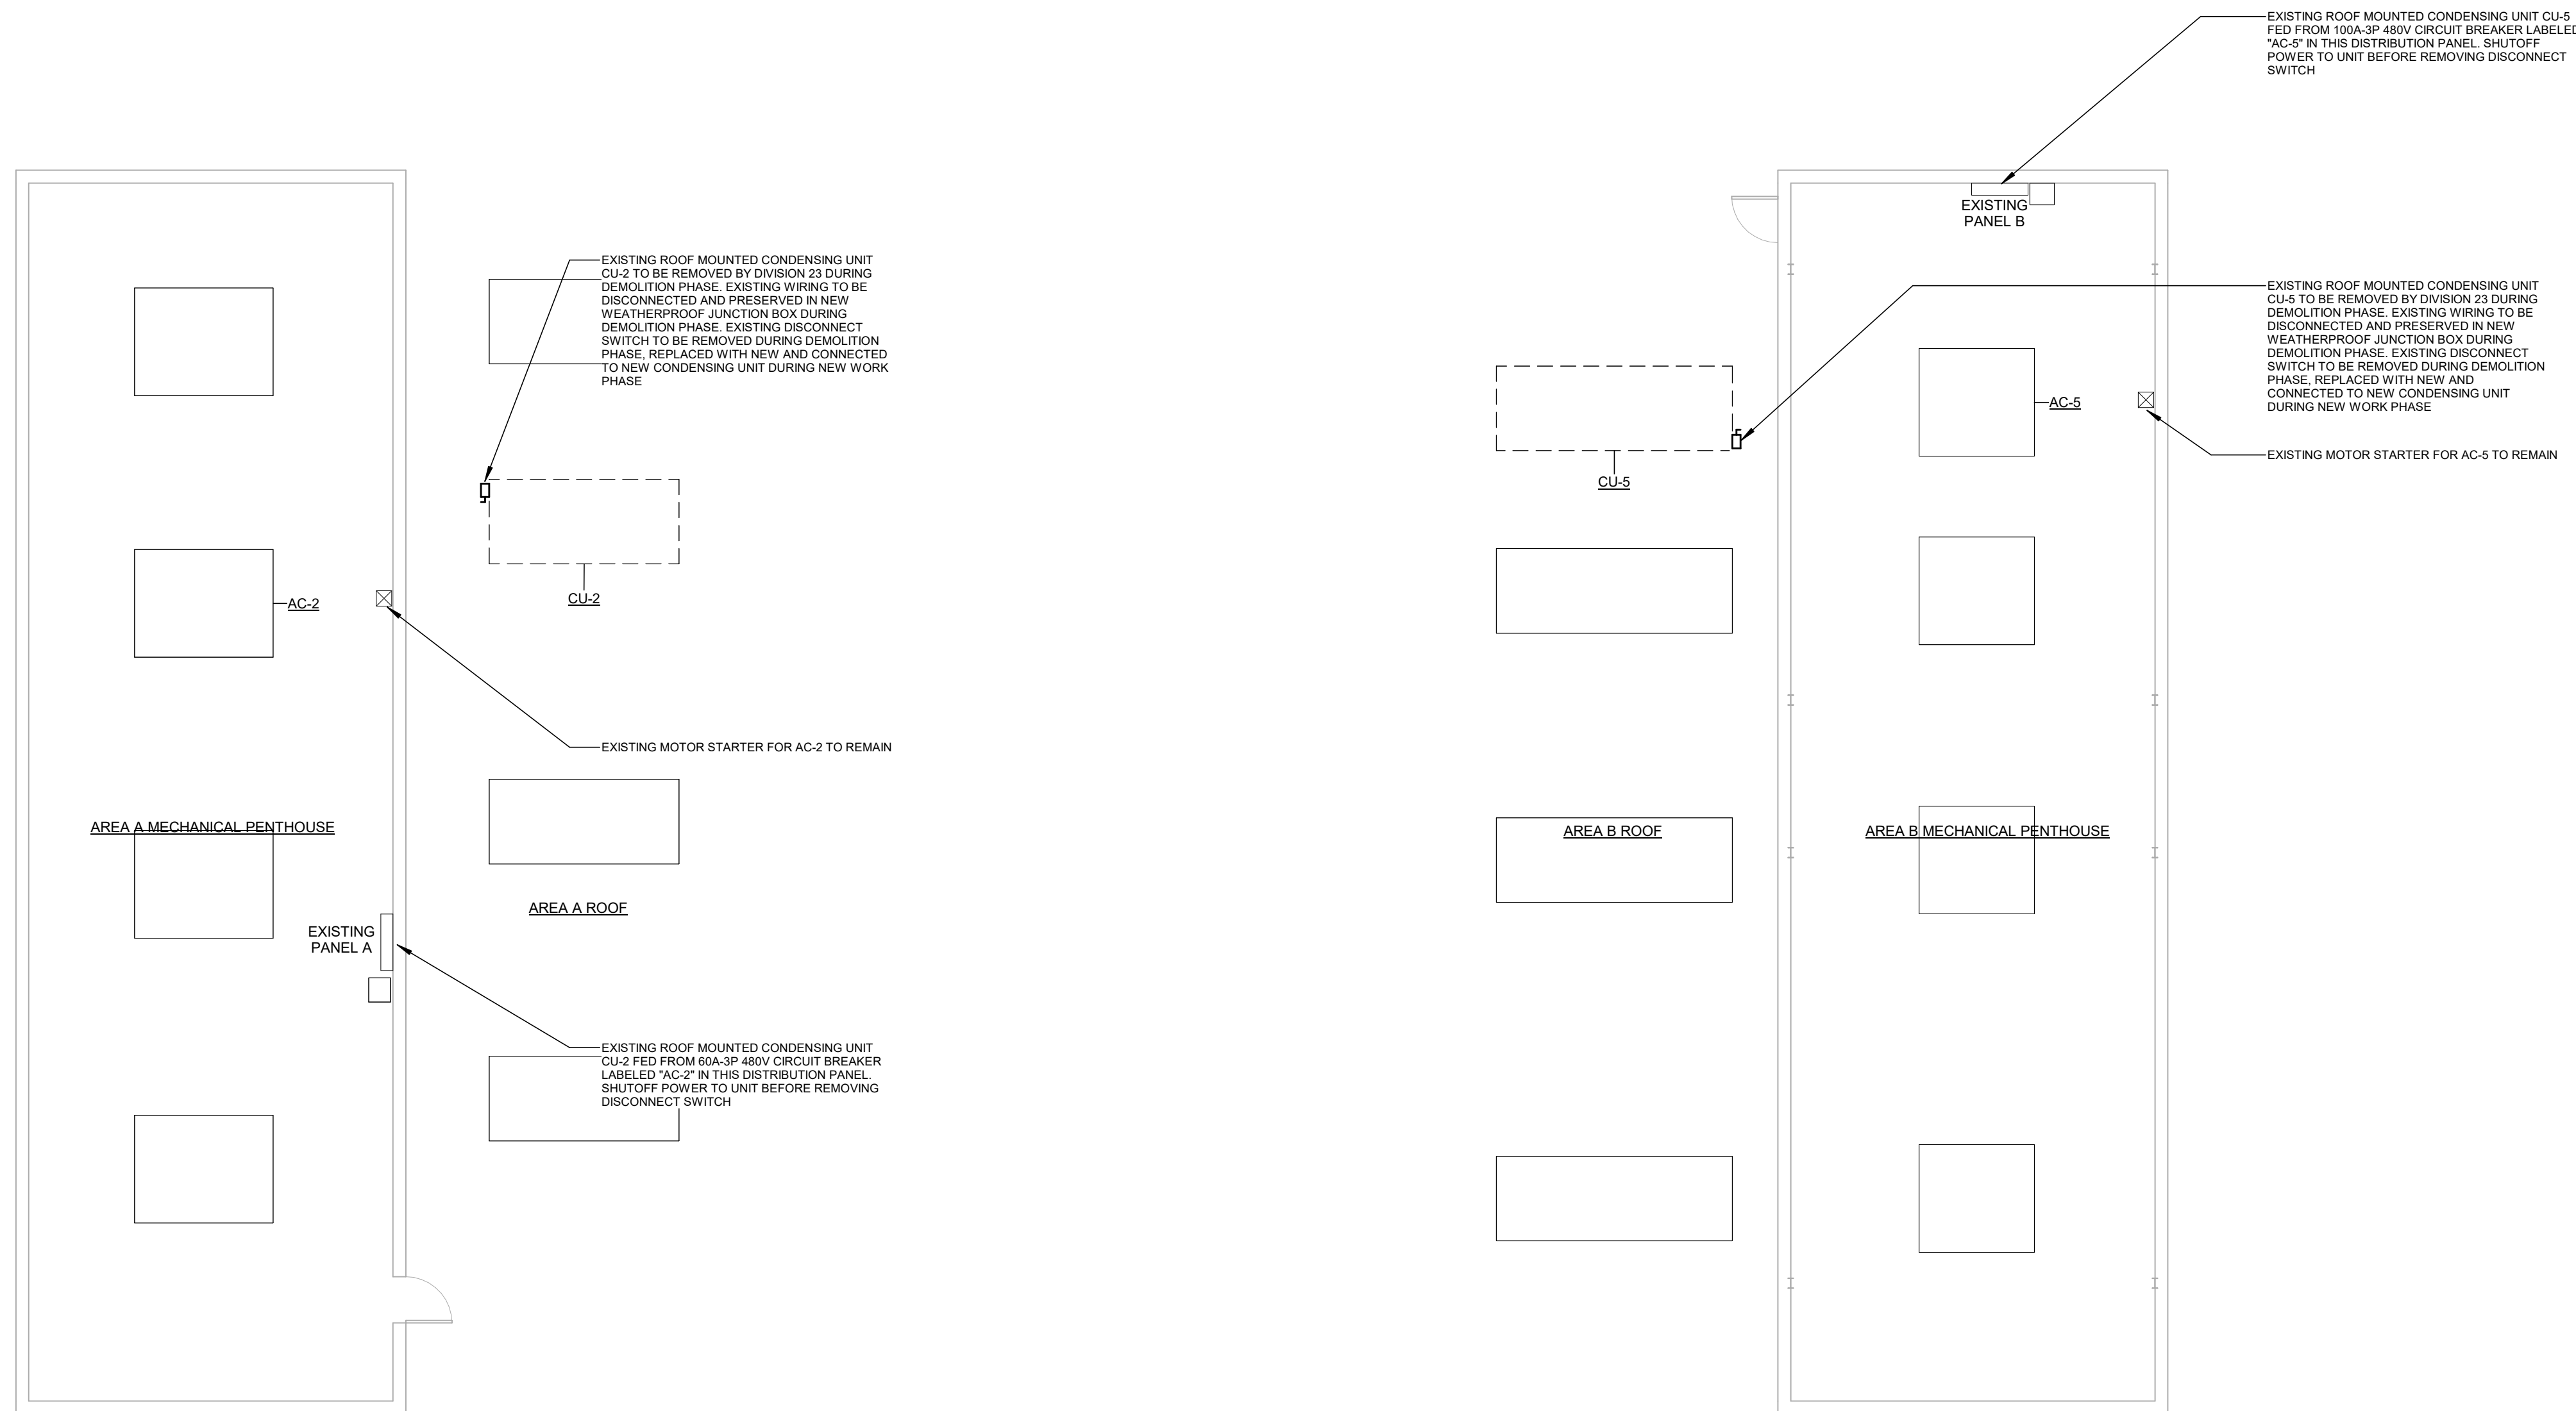 EXISTING ROOF MOUNTED CONDENSING UNIT CU-5
FED FROM 100A-3P 480V CIRCUIT BREAKER LABELED
"AC-5" IN THIS DISTRIBUTION PANEL. SHUTOFF
POWER TO UNIT BEFORE REMOVING DISCONNECT
SWITCH
EXISTING
PANEL B
EXISTING ROOF MOUNTED CONDENSING UNIT
CU-2 TO BE REMOVED BY DIVISION 23 DURING
DEMOLITION PHASE. EXISTING WIRING TO BE
DISCONNECTED AND PRESERVED IN NEW
WEATHERPROOF JUNCTION BOX DURING
DEMOLITION PHASE. EXISTING DISCONNECT
SWITCH TO BE REMOVED DURING DEMOLITION
PHASE, REPLACED WITH NEW AND CONNECTED
TO NEW CONDENSING UNIT DURING NEW WORK
PHASE
EXISTING ROOF MOUNTED CONDENSING UNIT
CU-5 TO BE REMOVED BY DIVISION 23 DURING
DEMOLITION PHASE. EXISTING WIRING TO BE
DISCONNECTED AND PRESERVED IN NEW
WEATHERPROOF JUNCTION BOX DURING
DEMOLITION PHASE. EXISTING DISCONNECT
SWITCH TO BE REMOVED DURING DEMOLITION
PHASE, REPLACED WITH NEW AND
CONNECTED TO NEW CONDENSING UNIT
DURING NEW WORK PHASE
AC-5
EXISTING MOTOR STARTER FOR AC-5 TO REMAIN
CU-5
AC-2
CU-2
EXISTING MOTOR STARTER FOR AC-2 TO REMAIN
AREA A MECHANICAL PENTHOUSE
AREA B ROOF
AREA B MECHANICAL PENTHOUSE
AREA A ROOF
EXISTING
PANEL A
EXISTING ROOF MOUNTED CONDENSING UNIT
CU-2 FED FROM 60A-3P 480V CIRCUIT BREAKER
LABELED "AC-2" IN THIS DISTRIBUTION PANEL.
SHUTOFF POWER TO UNIT BEFORE REMOVING
DISCONNECT SWITCH